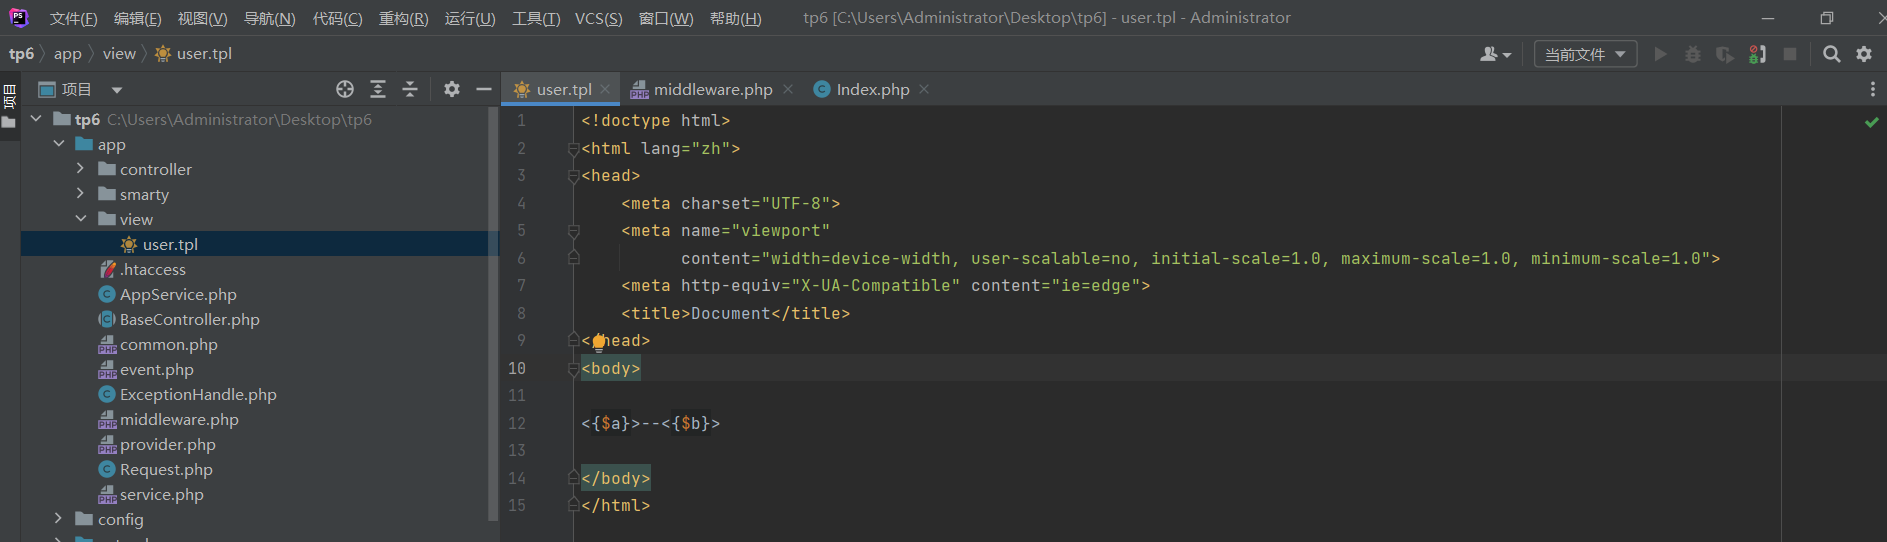 PS 文件(F) 编辑(E) 视图(V) 导航(N) 代码(C) 重构(R) 运行(U) 工具(T) VCS(S) 窗口(W) 帮助(H) tp6 [C:\Users\Administrator\Desktop\tp6] - user.tpl - Administrator
tp6 app view user.tpl 当前文件
项目
项目
user.tpl middleware.php Index.php
tp6 C:\Users\Administrator\Desktop\tp6
app
controller
smarty
view
user.tpl
.htaccess
AppService.php
BaseController.php
common.php
event.php
ExceptionHandle.php
middleware.php
provider.php
Request.php
service.php
config
1 <!doctype html>
2 <html lang="zh">
3 <head>
4 <meta charset="UTF-8">
5 <meta name="viewport"
6 content="width=device-width, user-scalable=no, initial-scale=1.0, maximum-scale=1.0, minimum-scale=1.0">
7 <meta http-equiv="X-UA-Compatible" content="ie=edge">
8 <title>Document</title>
9 </head>
10 <body>
11
12 <{$a}>--<{$b}>
13
14 </body>
15 </html>